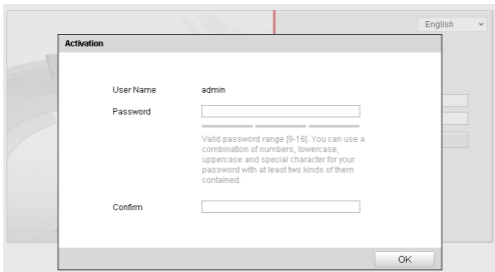 English
Activation
User Name admin
Password
Valid password range [8-16]. You can use a
combination of numbers, lowercase,
uppercase and special character for your
password with at least two kinds of them
contained.
Confirm
OK